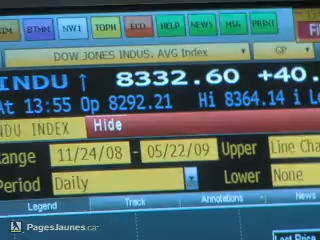 BTMM NW1 TOPH ECO HELP NEWS MSG PRINT
DOW JONES INDUS. AVG Index GP
INDU ↑ 8332.60 +40.
At 13:55 Op 8292.21 Hi 8364.14 i Lo
NDU INDEX Hide
Range 11/24/08 - 05/22/09 Upper Line Cha
Period Daily Lower None
Legend Track Annotations News
PagesJaunes.ca
Last Price